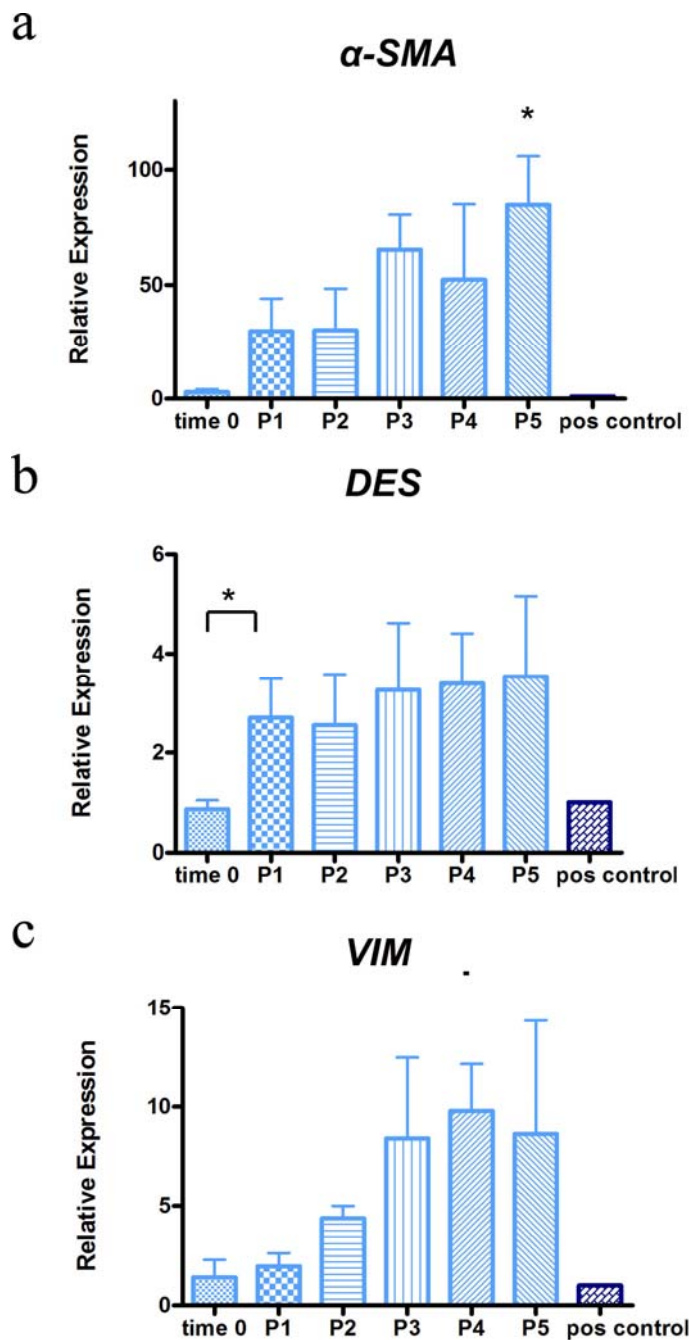 a
α-SMA
*
Relative Expression
100
50
0
time 0 P1 P2 P3 P4 P5 pos control
b
DES
*
Relative Expression
6
4
2
0
time 0 P1 P2 P3 P4 P5 pos control
c
VIM
-
Relative Expression
15
10
5
0
time 0 P1 P2 P3 P4 P5 pos control